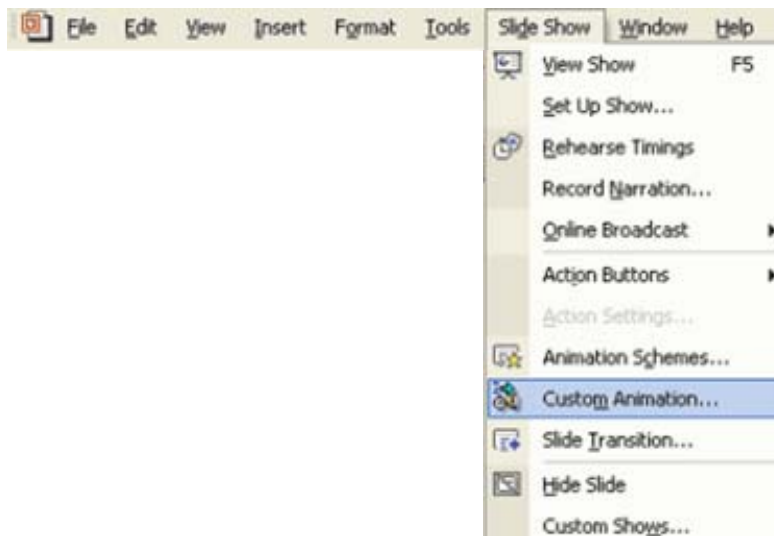 File Edit View Insert Format Tools Slide Show Window Help
View Show F5
Set Up Show...
Rehearse Timings
Record Narration...
Online Broadcast
Action Buttons
Action Settings...
Animation Schemes...
Custom Animation...
Slide Transition...
Hide Slide
Custom Shows...